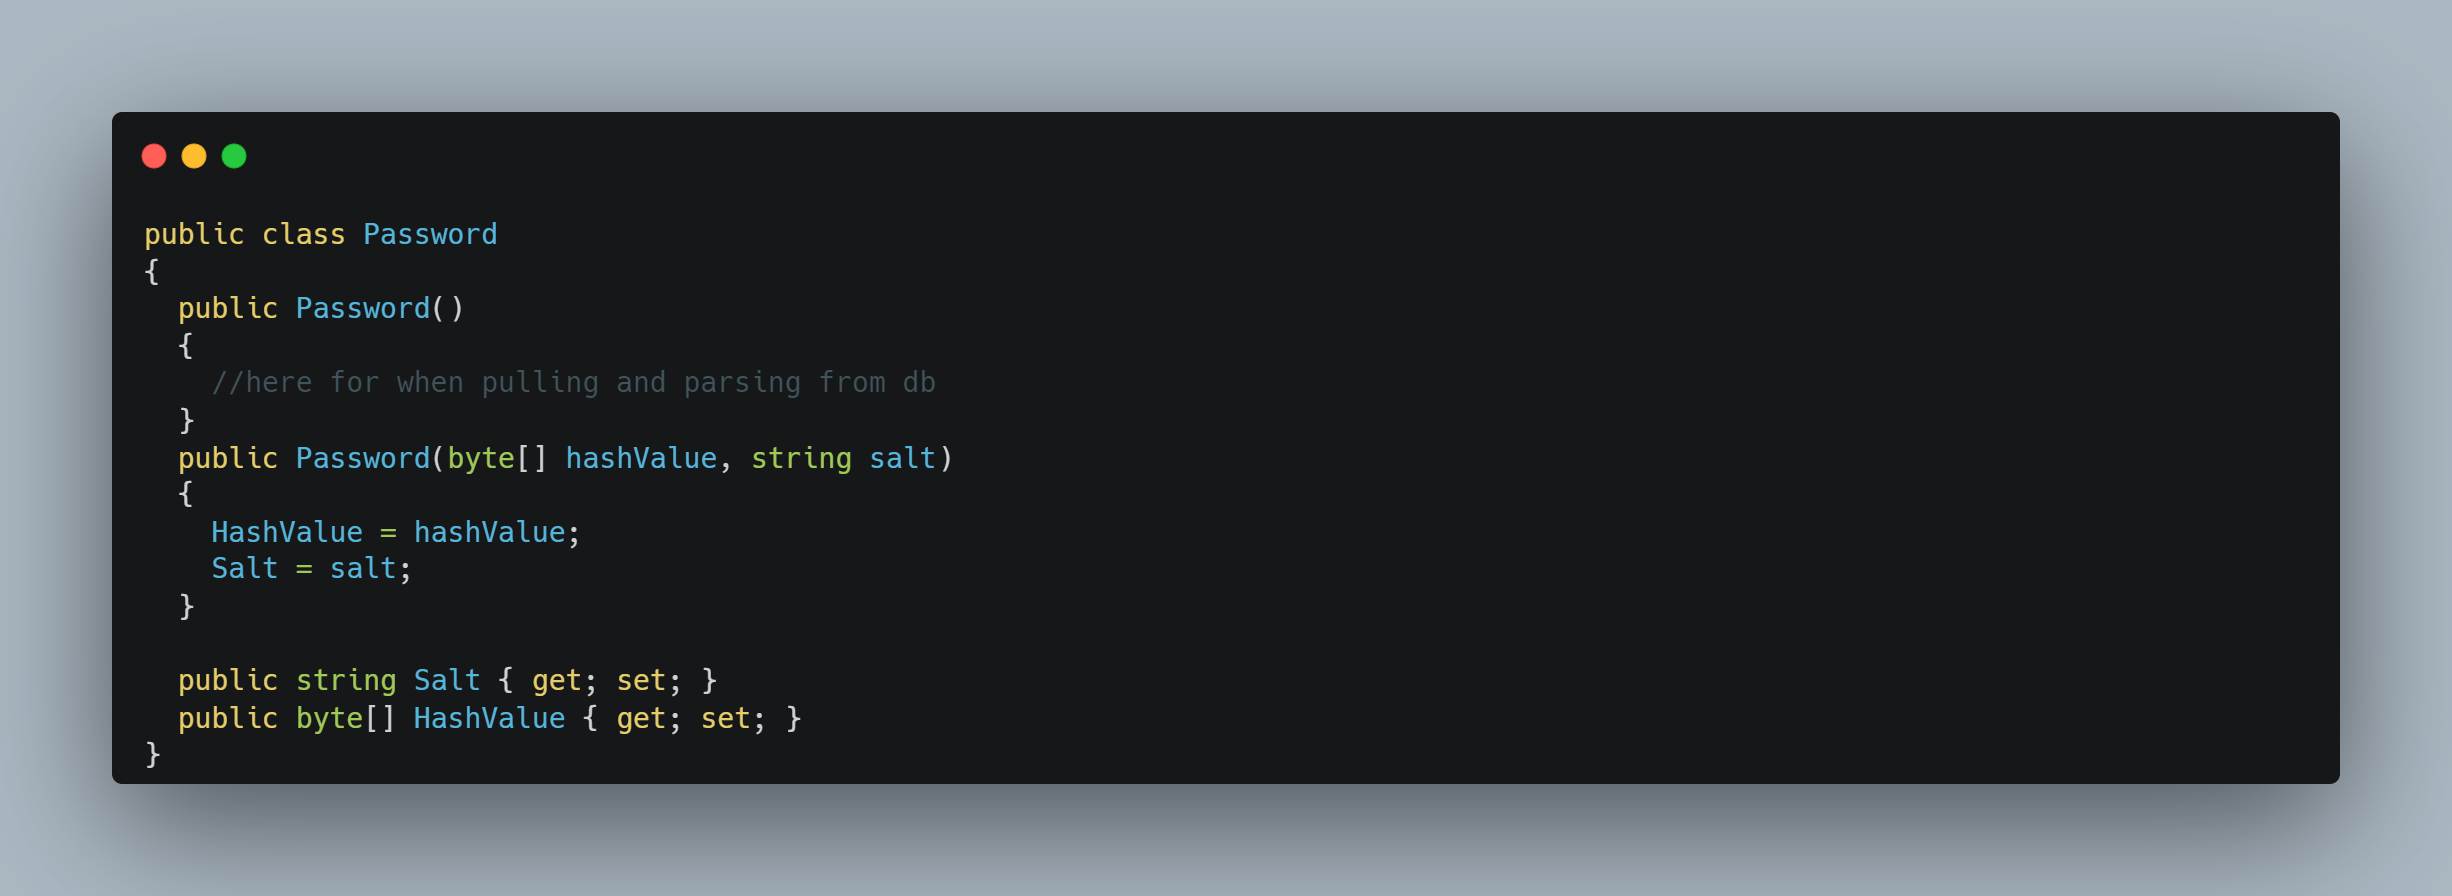 public class Password
{
  public Password()
  {
    //here for when pulling and parsing from db
  }
  public Password(byte[] hashValue, string salt)
  {
    HashValue = hashValue;
    Salt = salt;
  }

  public string Salt { get; set; }
  public byte[] HashValue { get; set; }
}